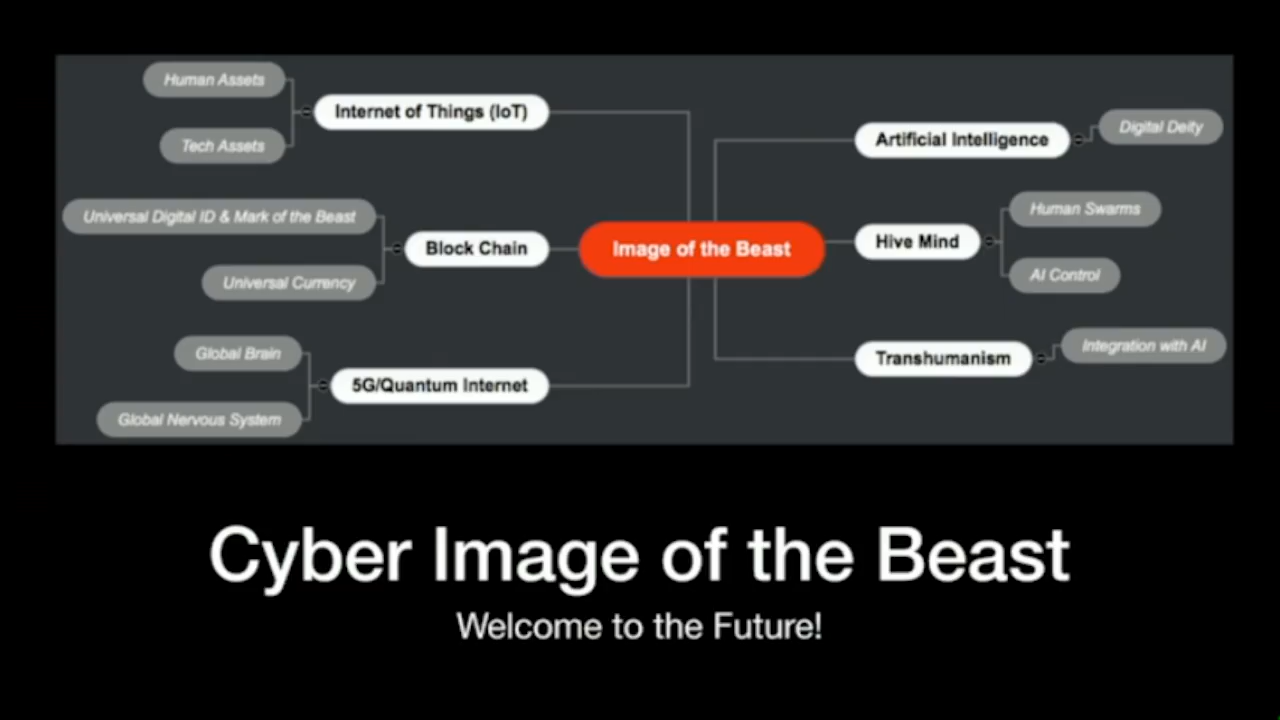 Human Assets
Internet of Things (IoT)
Tech Assets
Universal Digital ID & Mark of the Beast
Block Chain
Universal Currency
Global Brain
5G/Quantum Internet
Global Nervous System
Image of the Beast
Artificial Intelligence
Digital Deity
Human Swarms
Hive Mind
AI Control
Transhumanism
Integration with AI
Cyber Image of the Beast
Welcome to the Future!